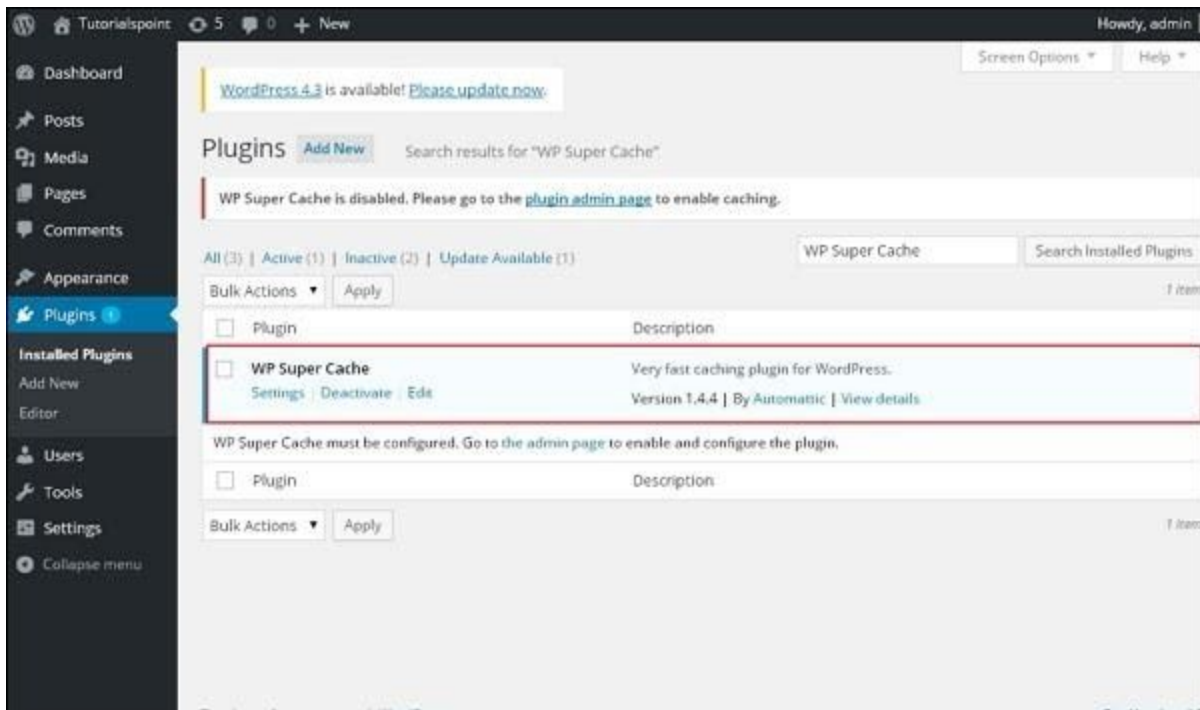 Tutorialspoint 5 0 + New Howdy, admin
Screen Options Help
Dashboard
Posts
Media
Pages
Comments
Appearance
Plugins 1
Installed Plugins
Add New
Editor
Users
Tools
Settings
Collapse menu
WordPress 4.3 is available! Please update now.
Plugins Add New Search results for "WP Super Cache"
WP Super Cache is disabled. Please go to the plugin admin page to enable caching.
All (3) | Active (1) | Inactive (2) | Update Available (1)
WP Super Cache Search Installed Plugins
Bulk Actions Apply 1 item
Plugin Description
WP Super Cache Very fast caching plugin for WordPress.
Settings | Deactivate | Edit Version 1.4.4 | By Automattic | View details
WP Super Cache must be configured. Go to the admin page to enable and configure the plugin.
Plugin Description
Bulk Actions Apply 1 item